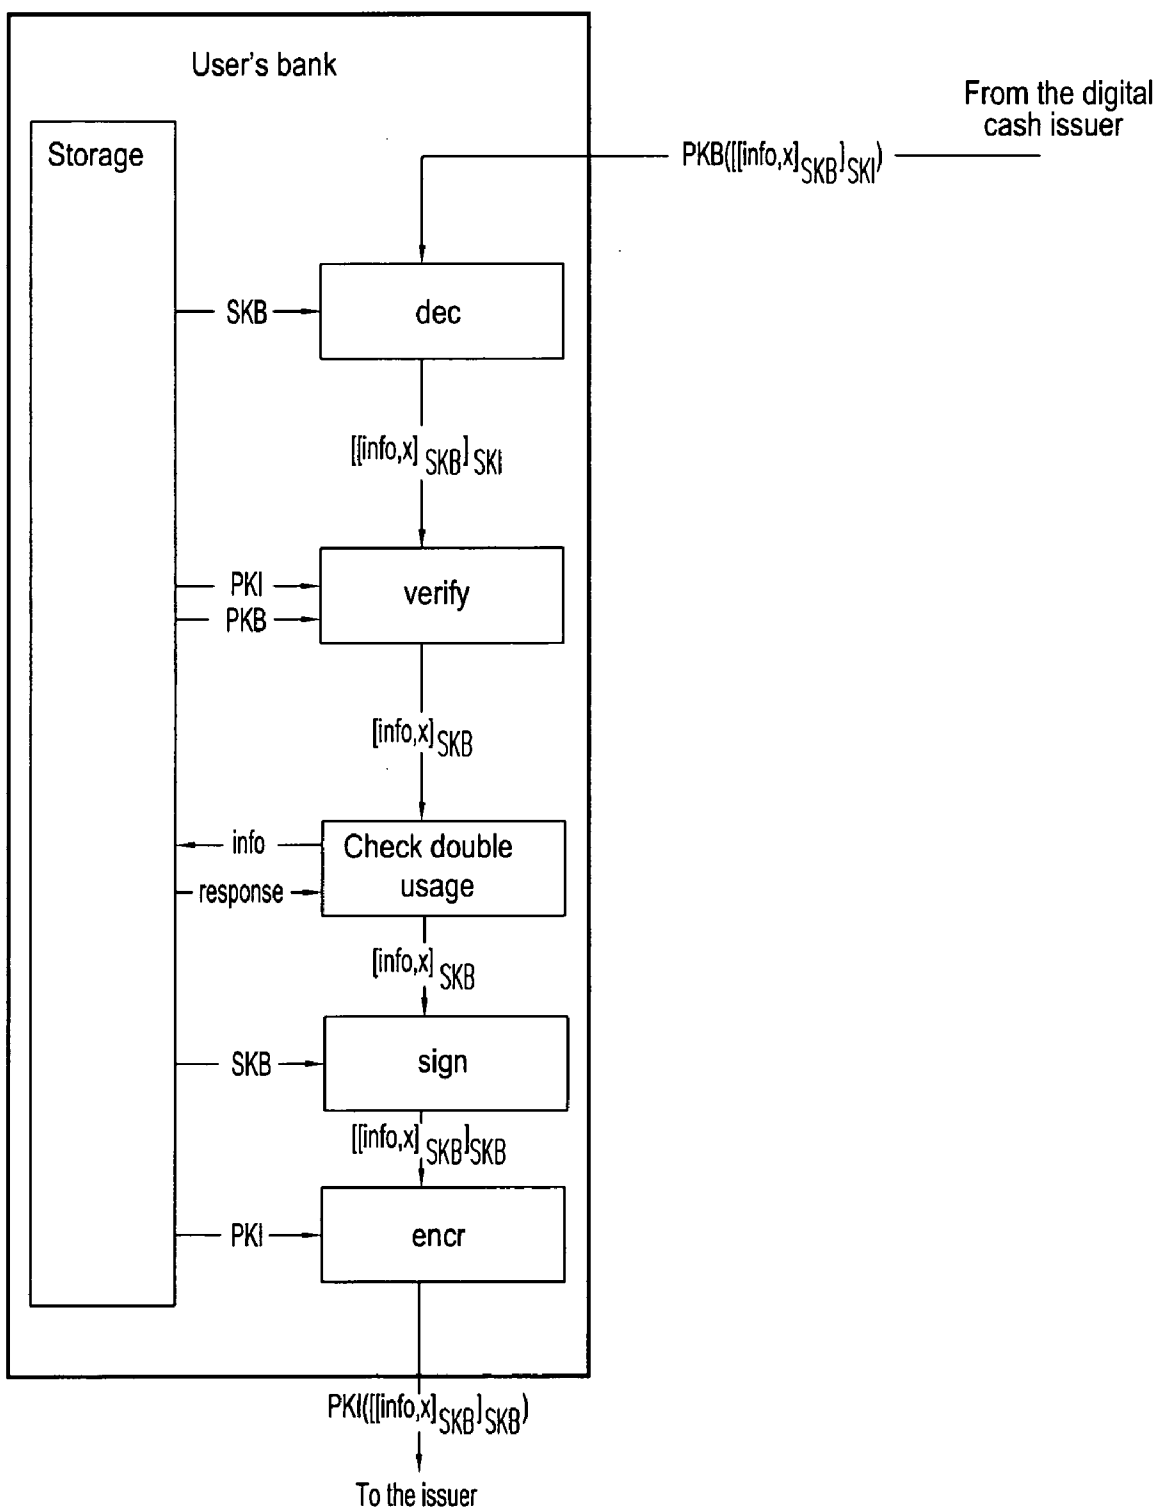 User's bank
From the digital
cash issuer
Storage
PKB([[info,x]SKB]SKI)
SKB
dec
[[info,x]SKB]SKI
PKI
verify
PKB
[info,x]SKB
info
Check double
usage
response
[info,x]SKB
SKB
sign
[[info,x]SKB]SKB
PKI
encr
PKI([[info,x]SKB]SKB)
To the issuer